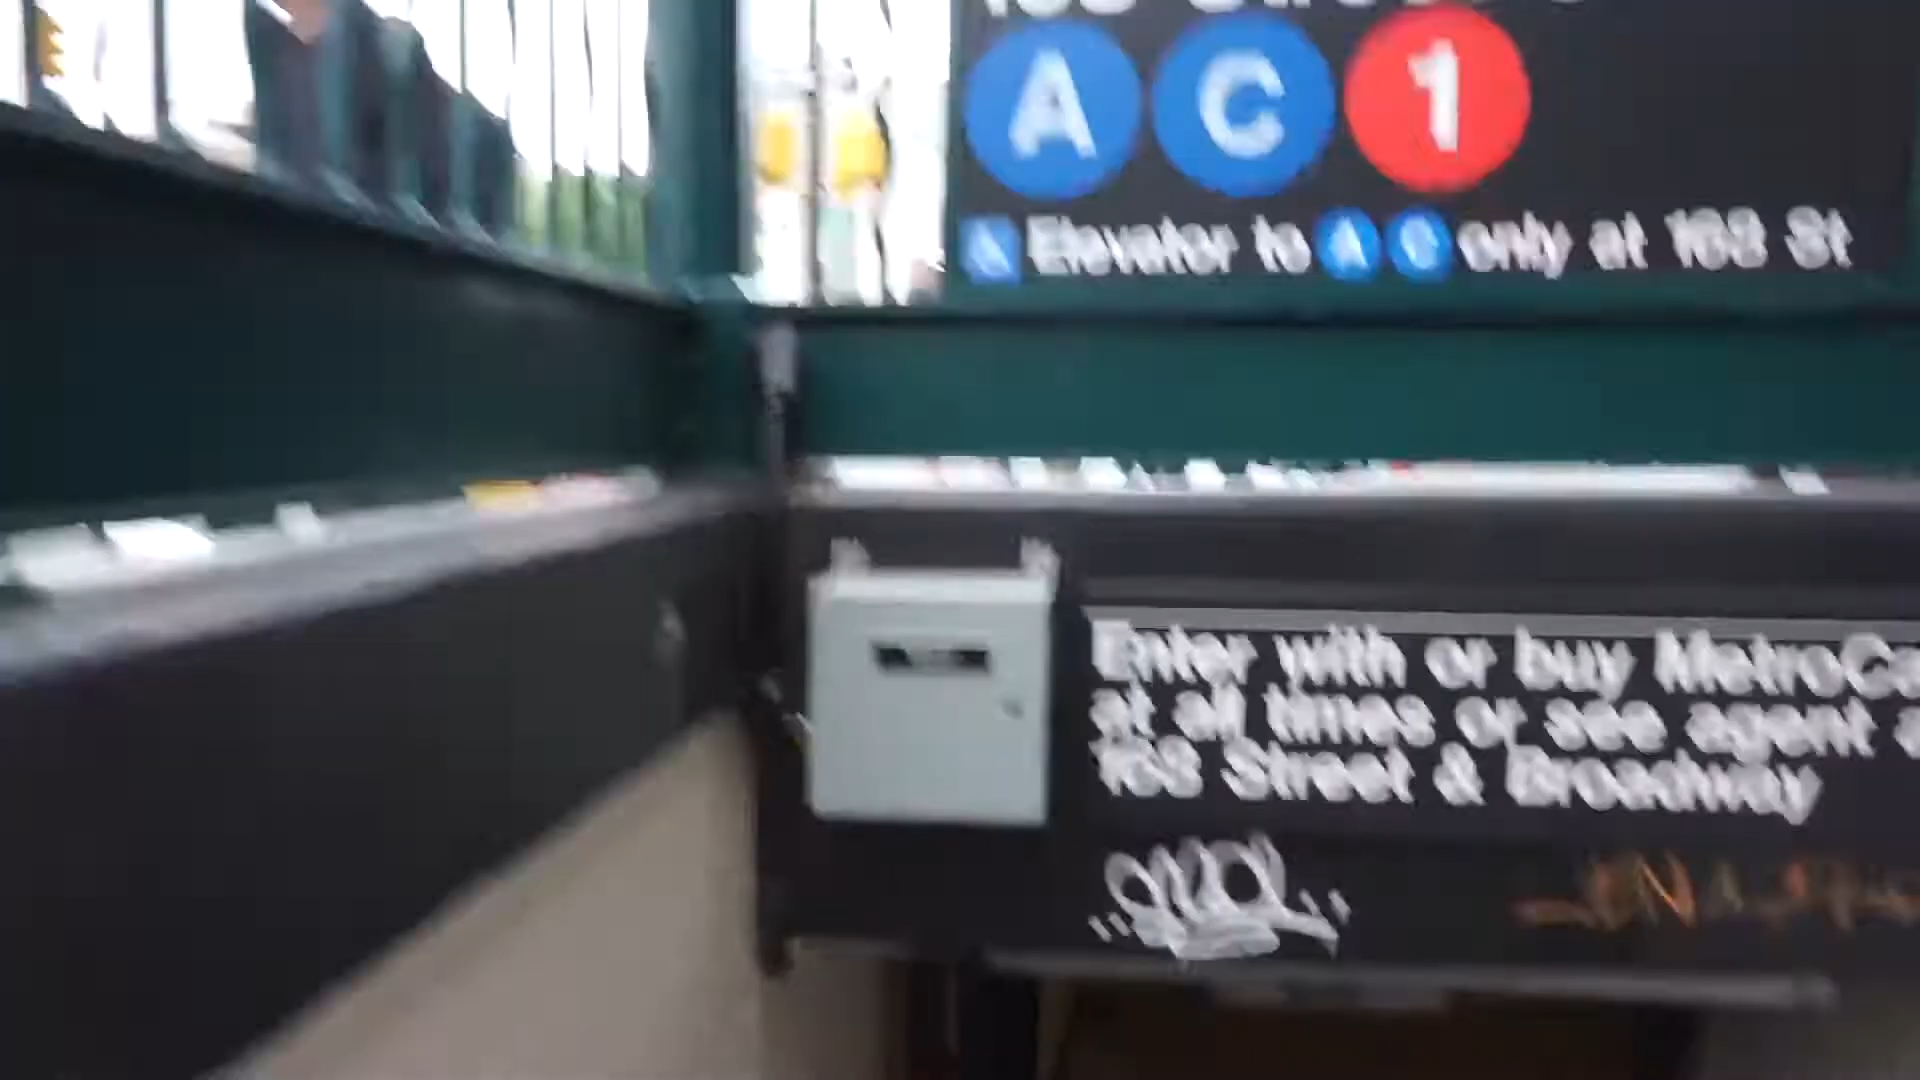 A C 1
Elevator to A C only at 168 St
Enter with or buy MetroCa
at all times or see agent a
168 Street & Broadway